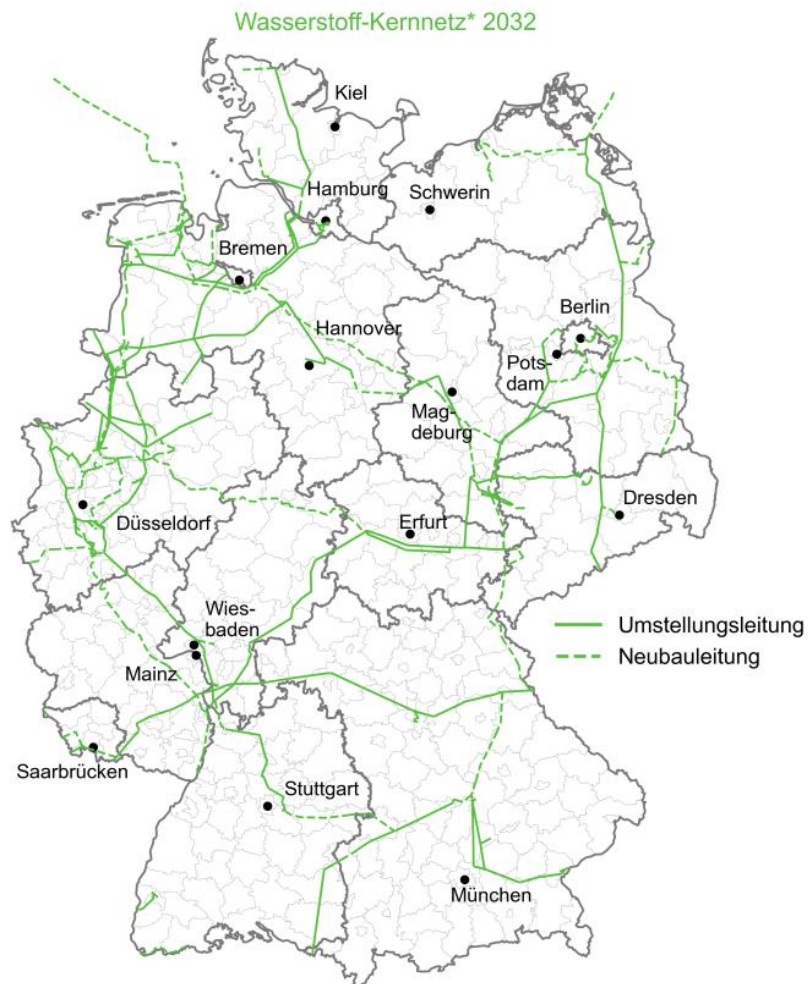 Wasserstoff-Kernnetz* 2032
Kiel
Hamburg
Schwerin
Bremen
Berlin
Hannover
Pots-
dam
Mag-
deburg
Düsseldorf
Erfurt
Dresden
Wies-
baden
Umstellungsleitung
Neubauleitung
Mainz
Saarbrücken
Stuttgart
München